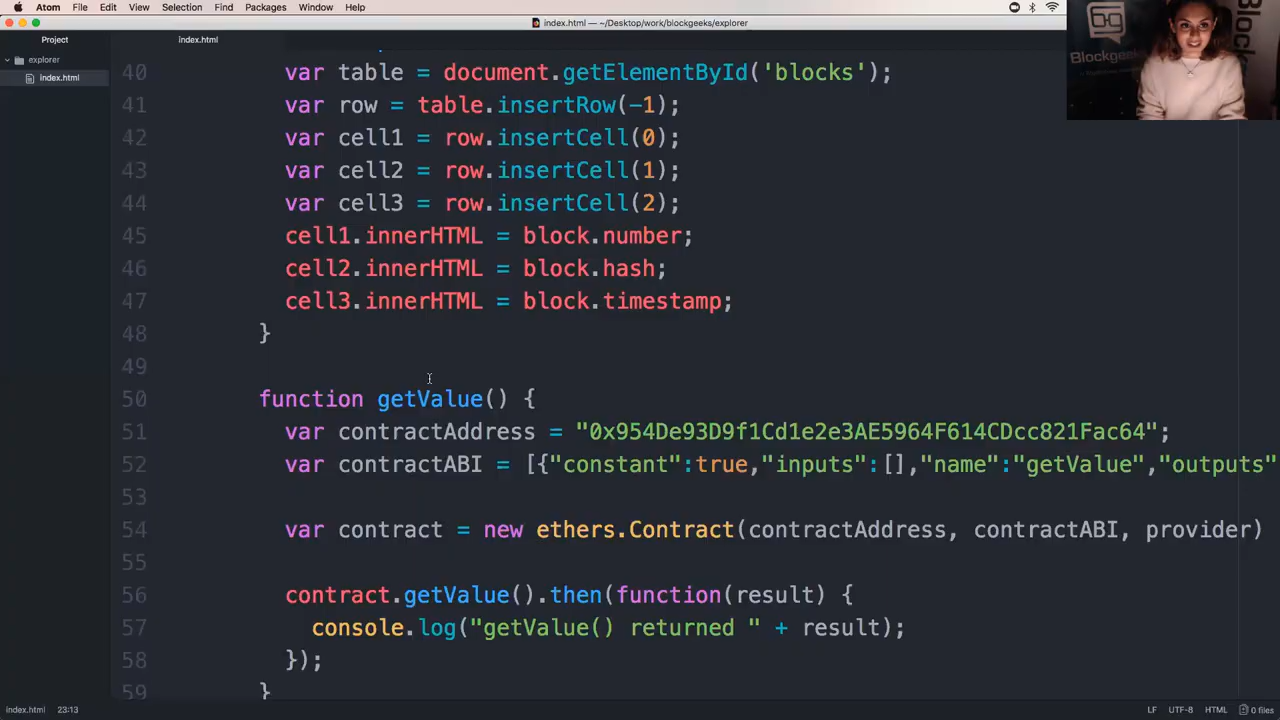 Atom File Edit View Selection Find Packages Window Help
index.html — ~/Desktop/work/blockgeeks/explorer
Project
index.html
explorer
index.html
Blockgeeks
40 var table = document.getElementById('blocks');
41 var row = table.insertRow(-1);
42 var cell1 = row.insertCell(0);
43 var cell2 = row.insertCell(1);
44 var cell3 = row.insertCell(2);
45 cell1.innerHTML = block.number;
46 cell2.innerHTML = block.hash;
47 cell3.innerHTML = block.timestamp;
48 }
49
50 function getValue() {
51 var contractAddress = "0x954De93D9f1Cd1e2e3AE5964F614CDcc821Fac64";
52 var contractABI = [{"constant":true,"inputs":[],"name":"getValue","outputs"
53
54 var contract = new ethers.Contract(contractAddress, contractABI, provider)
55
56 contract.getValue().then(function(result) {
57 console.log("getValue() returned " + result);
58 });
59 }
index.html 23:13 LF UTF-8 HTML 0 files